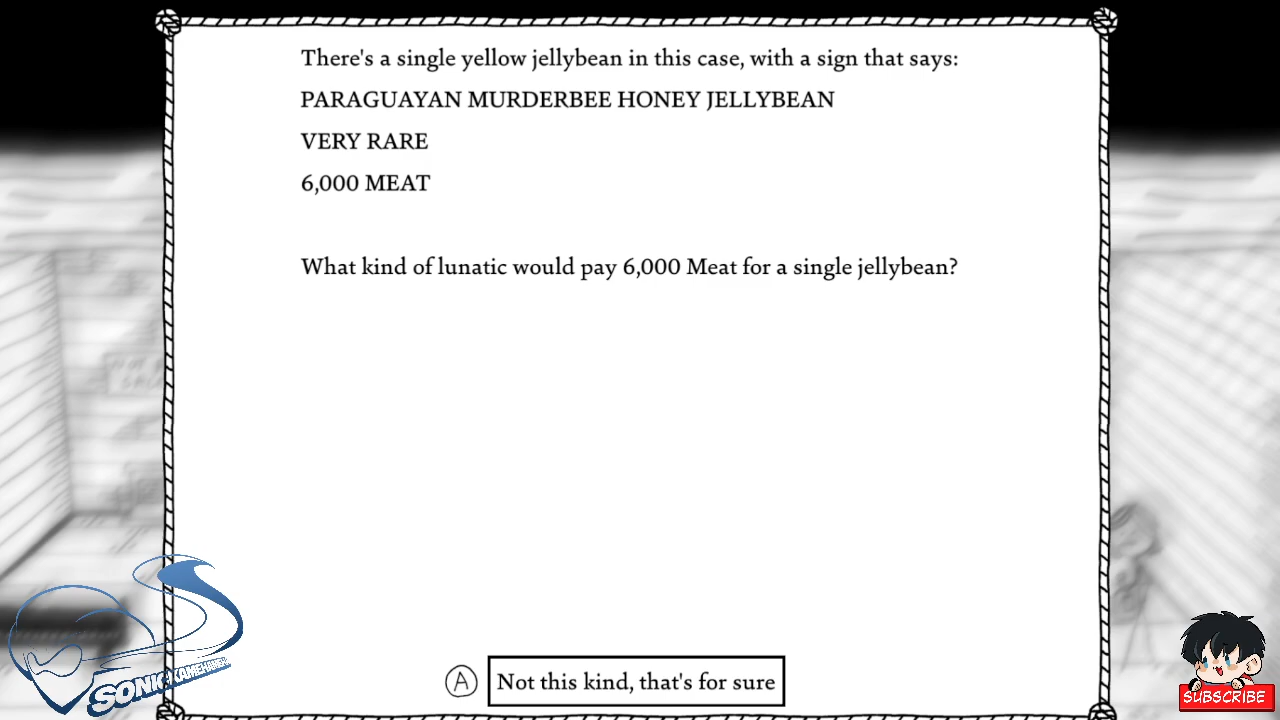 There's a single yellow jellybean in this case, with a sign that says:
PARAGUAYAN MURDERBEE HONEY JELLYBEAN
VERY RARE
6,000 MEAT
What kind of lunatic would pay 6,000 Meat for a single jellybean?
A Not this kind, that's for sure
SUBSCRIBE